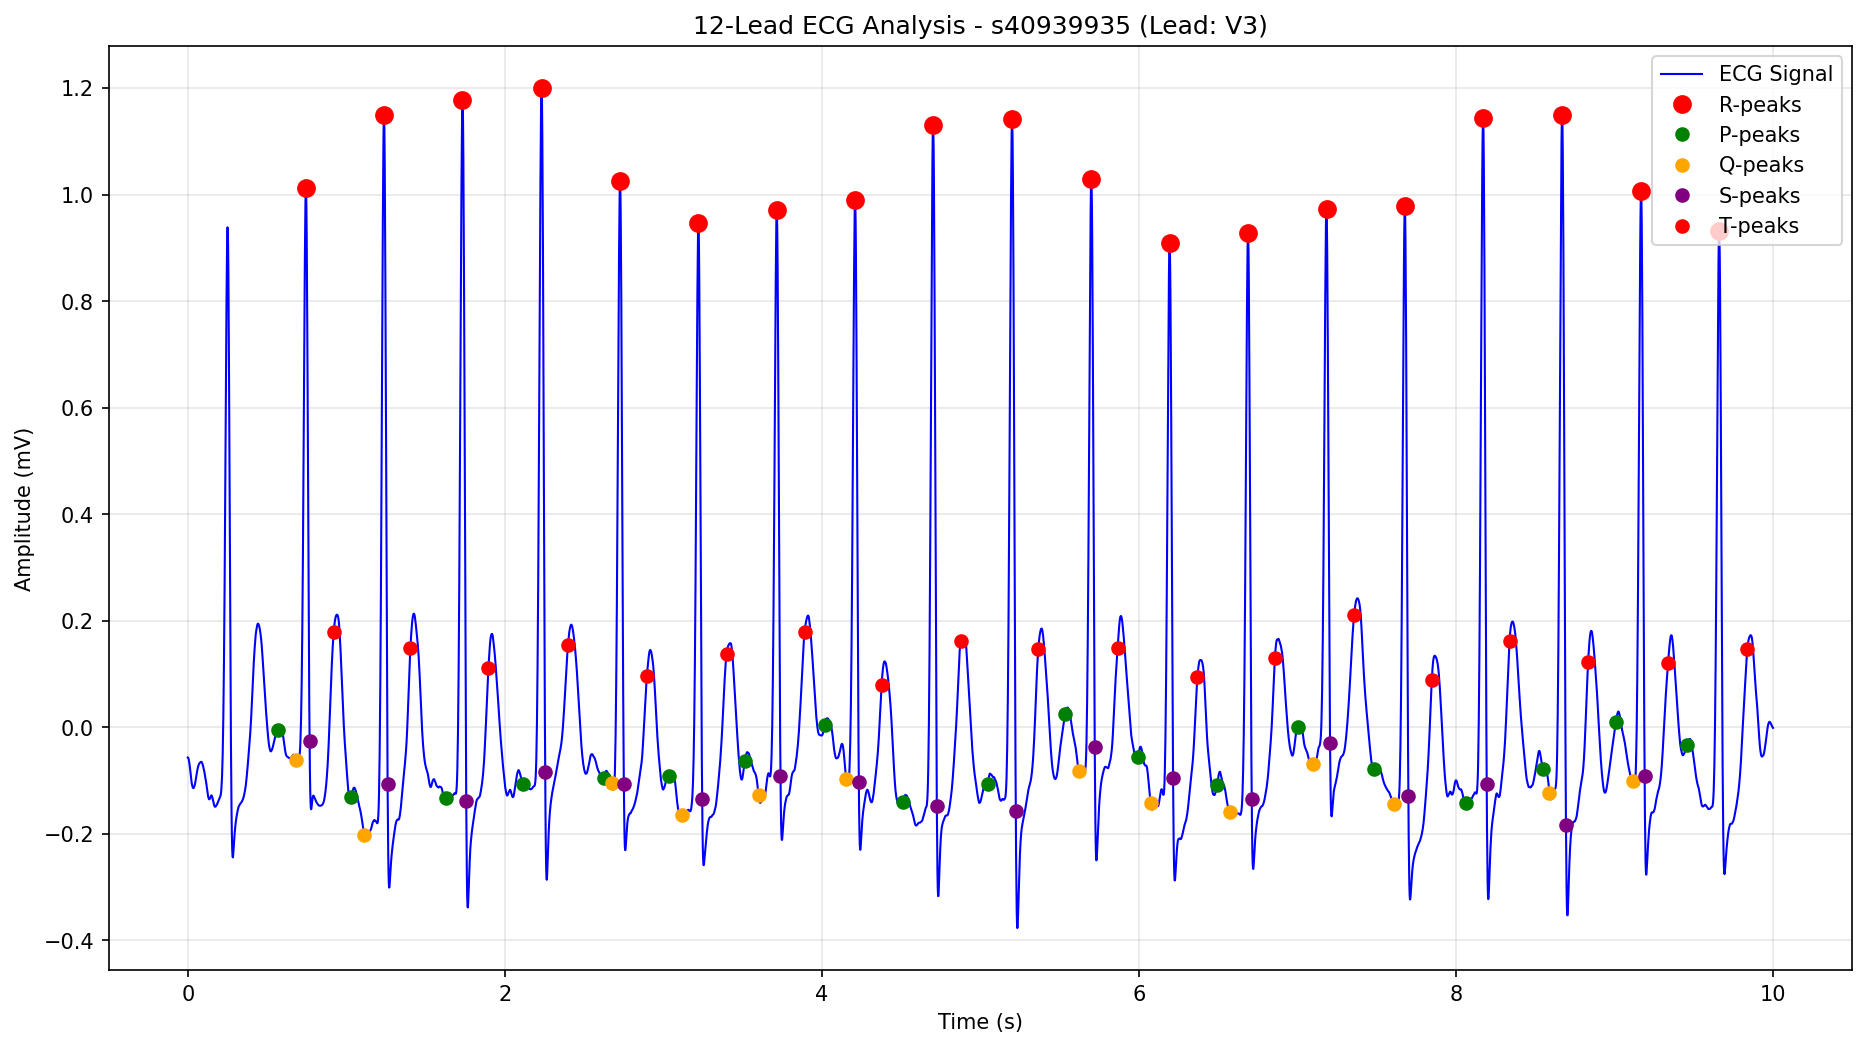 12-Lead ECG Analysis - s40939935 (Lead: V3)
ECG Signal
R-peaks
P-peaks
Q-peaks
S-peaks
T-peaks
Amplitude (mV)
1.2
1.0
0.8
0.6
0.4
0.2
0.0
−0.2
−0.4
0 2 4 6 8 10
Time (s)